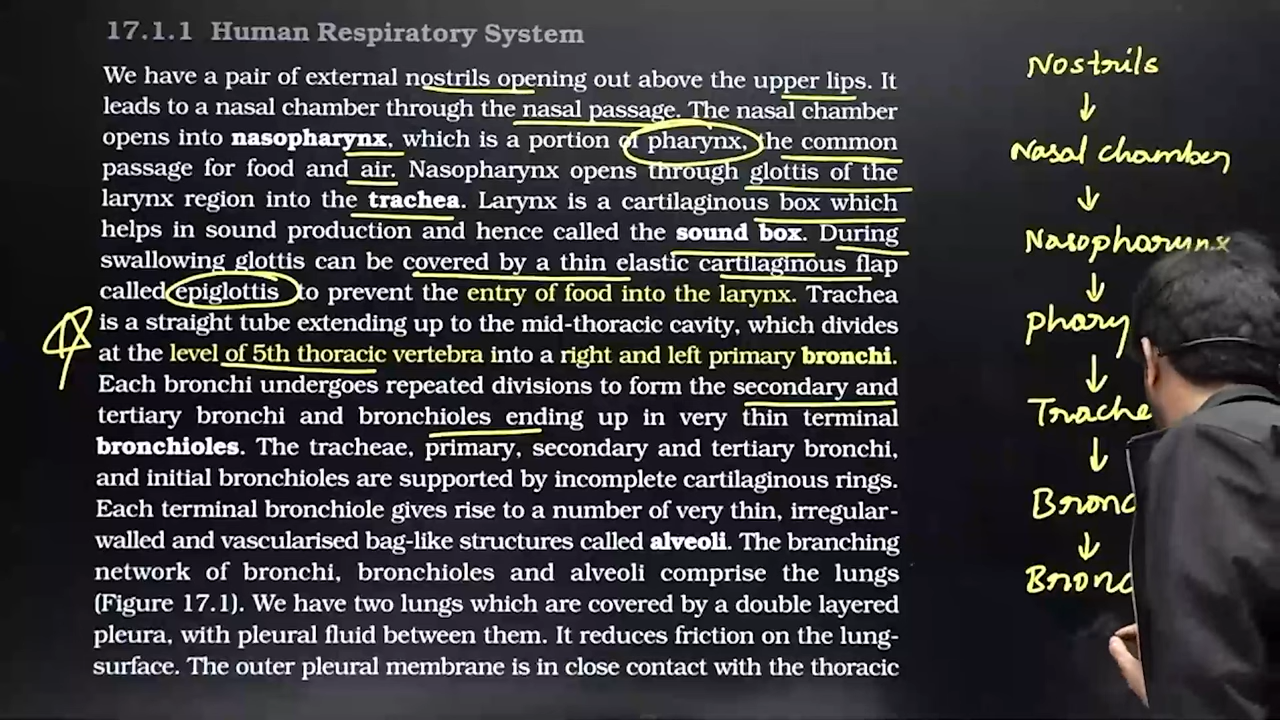 17.1.1 Human Respiratory System
We have a pair of external nostrils opening out above the upper lips. It
leads to a nasal chamber through the nasal passage. The nasal chamber
opens into nasopharynx, which is a portion of pharynx, the common
passage for food and air. Nasopharynx opens through glottis of the
larynx region into the trachea. Larynx is a cartilaginous box which
helps in sound production and hence called the sound box. During
swallowing glottis can be covered by a thin elastic cartilaginous flap
called epiglottis to prevent the entry of food into the larynx. Trachea
is a straight tube extending up to the mid-thoracic cavity, which divides
at the level of 5th thoracic vertebra into a right and left primary bronchi.
Each bronchi undergoes repeated divisions to form the secondary and
tertiary bronchi and bronchioles ending up in very thin terminal
bronchioles. The tracheae, primary, secondary and tertiary bronchi,
and initial bronchioles are supported by incomplete cartilaginous rings.
Each terminal bronchiole gives rise to a number of very thin, irregular-
walled and vascularised bag-like structures called alveoli. The branching
network of bronchi, bronchioles and alveoli comprise the lungs
(Figure 17.1). We have two lungs which are covered by a double layered
pleura, with pleural fluid between them. It reduces friction on the lung-
surface. The outer pleural membrane is in close contact with the thoracic
Nostrils
↓
Nasal chamber
↓
Nasopharynx
↓
Phary
↓
Trache
↓
Bronc
↓
Bronc